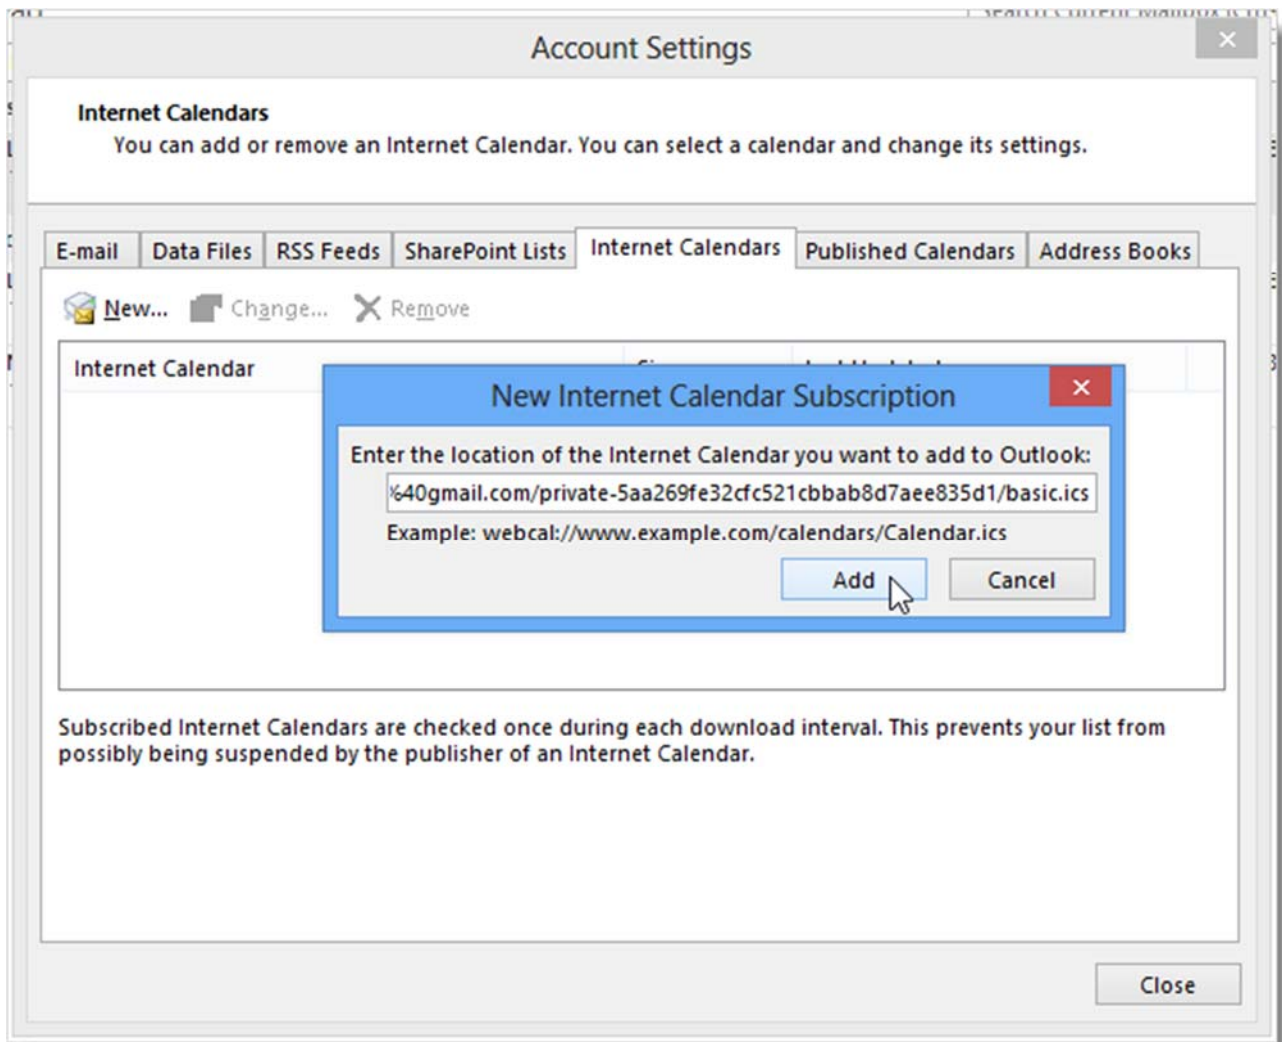 Account Settings
Internet Calendars
You can add or remove an Internet Calendar. You can select a calendar and change its settings.
E-mail Data Files RSS Feeds SharePoint Lists Internet Calendars Published Calendars Address Books
New... Change... Remove
Internet Calendar
New Internet Calendar Subscription
Enter the location of the Internet Calendar you want to add to Outlook:
%40gmail.com/private-5aa269fe32cfc521cbbab8d7aee835d1/basic.ics
Example: webcal://www.example.com/calendars/Calendar.ics
Add Cancel
Subscribed Internet Calendars are checked once during each download interval. This prevents your list from
possibly being suspended by the publisher of an Internet Calendar.
Close